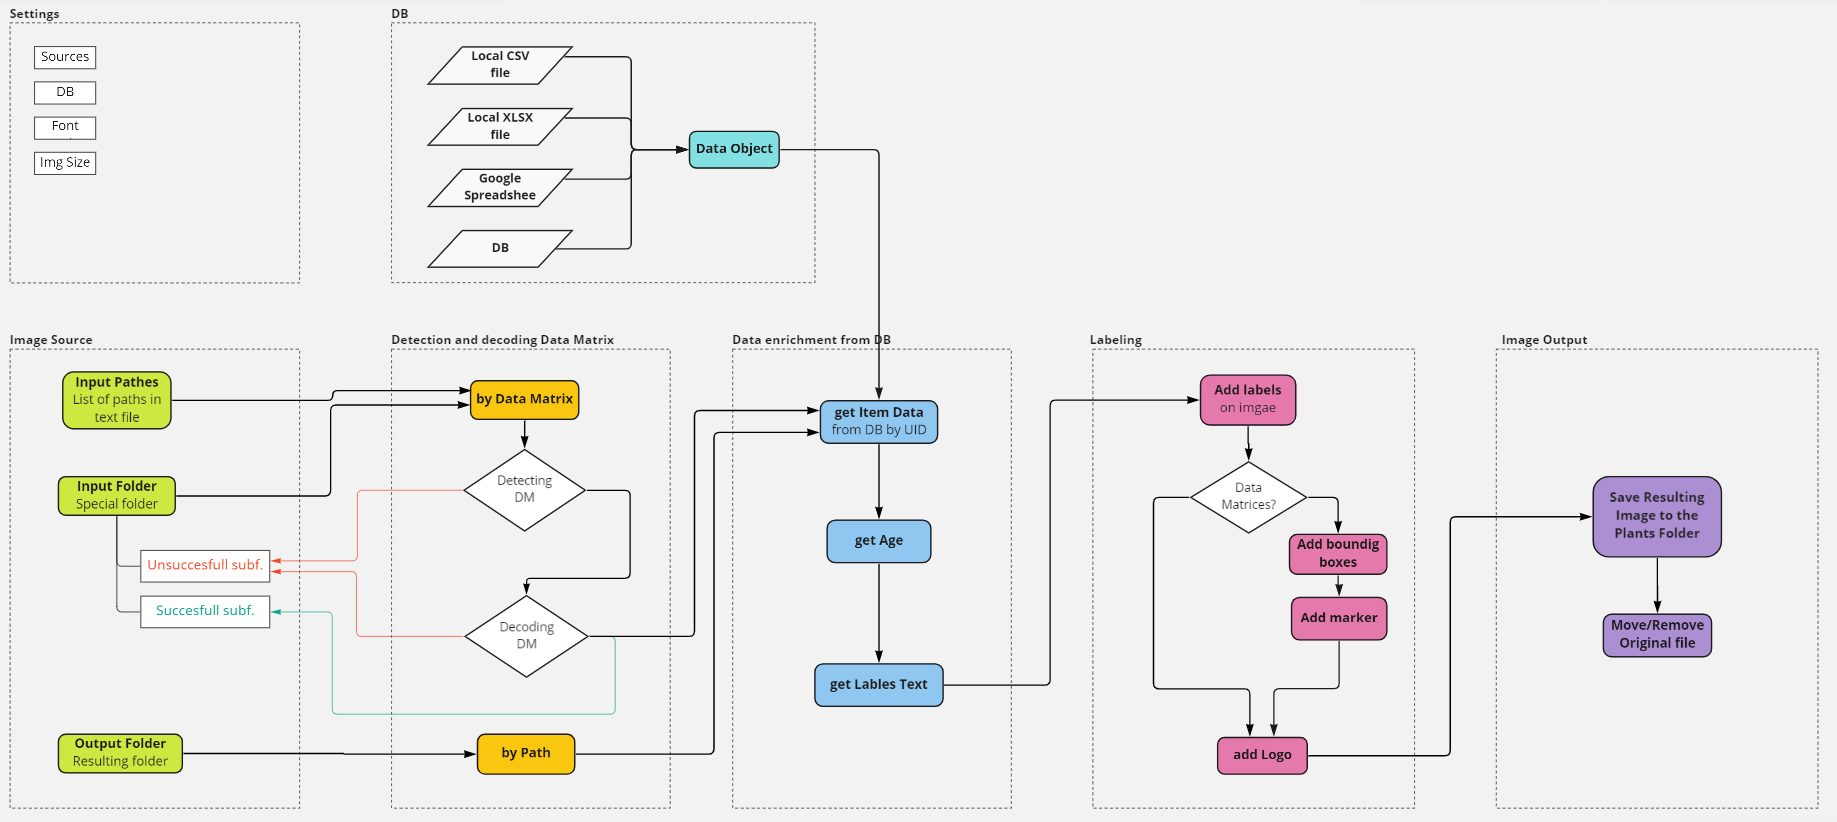 Settings
Sources
DB
Font
Img Size
DB
Local CSV
file
Local XLSX
file
Google
Spreadshee
DB
Data Object
Image Source
Input Pathes
List of paths in
text file
Input Folder
Special folder
Unsuccesfull subf.
Succesfull subf.
Output Folder
Resulting folder
Detection and decoding Data Matrix
by Data Matrix
Detecting
DM
Decoding
DM
by Path
Data enrichment from DB
get Item Data
from DB by UID
get Age
get Lables Text
Labeling
Add labels
on imgae
Data
Matrices?
Add boundig
boxes
Add marker
add Logo
Image Output
Save Resulting
Image to the
Plants Folder
Move/Remove
Original file